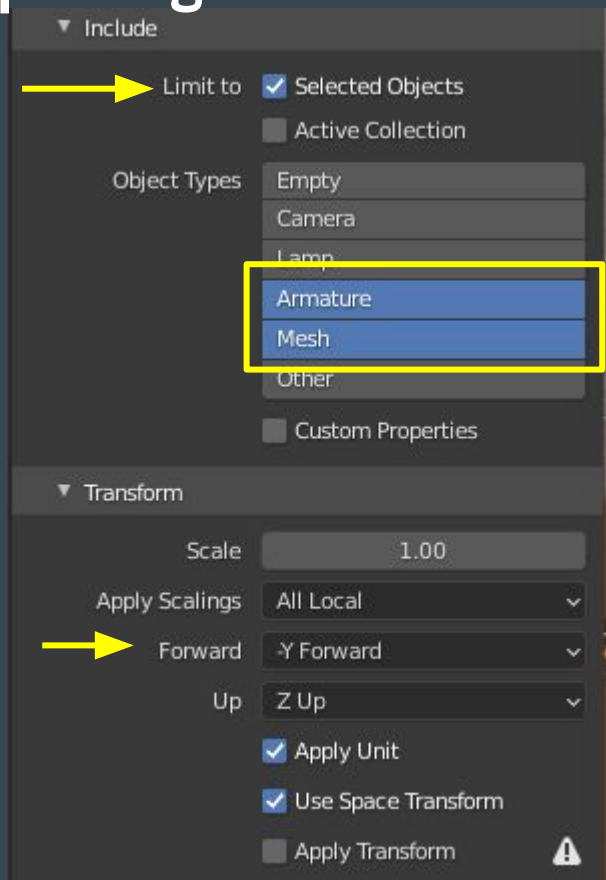 Include
Limit to Selected Objects
Active Collection
Object Types Empty
Camera
Lamp
Armature
Mesh
Other
Custom Properties
Transform
Scale 1.00
Apply Scalings All Local
Forward -Y Forward
Up Z Up
Apply Unit
Use Space Transform
Apply Transform